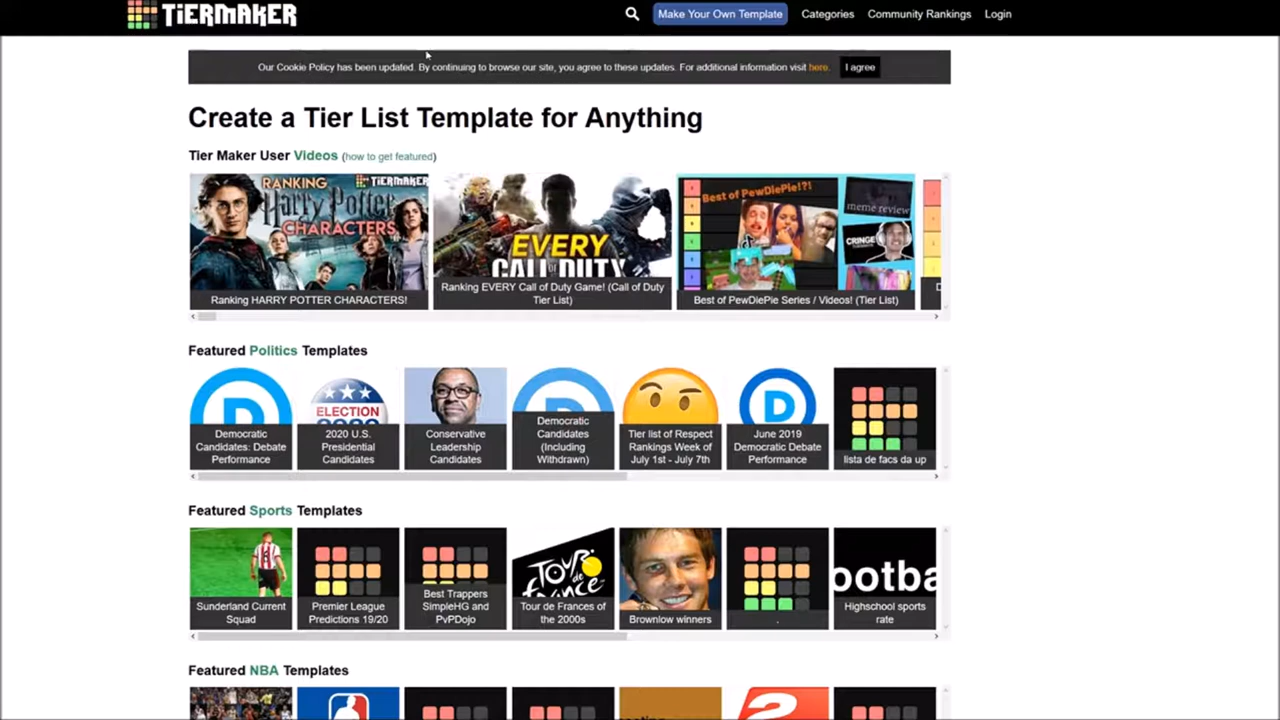 TiERMAKER
Make Your Own Template
Categories
Community Rankings
Login
Our Cookie Policy has been updated. By continuing to browse our site, you agree to these updates. For additional information visit here.
I agree
Create a Tier List Template for Anything
Tier Maker User Videos (how to get featured)
RANKING
TiERMAKER
Harry Potter
CHARACTERS
Ranking HARRY POTTER CHARACTERS!
EVERY
CALL OF DUTY
Ranking EVERY Call of Duty Game! (Call of Duty
Tier List)
Best of PewDiePie!?!
meme review
CRINGE
Best of PewDiePie Series / Videos! (Tier List)
Featured Politics Templates
D
Democratic
Candidates: Debate
Performance
ELECTION
2020 U.S.
Presidential
Candidates
Conservative
Leadership
Candidates
D
Democratic
Candidates
(Including
Withdrawn)
Tier list of Respect
Rankings Week of
July 1st - July 7th
D
June 2019
Democratic Debate
Performance
lista de facs da up
Featured Sports Templates
Sunderland Current
Squad
Premier League
Predictions 19/20
Best Trappers
SimpleHG and
PvPDojo
TOUR
de
FRANCE
Tour de Frances of
the 2000s
Brownlow winners
.
ootba
Highschool sports
rate
Featured NBA Templates
2